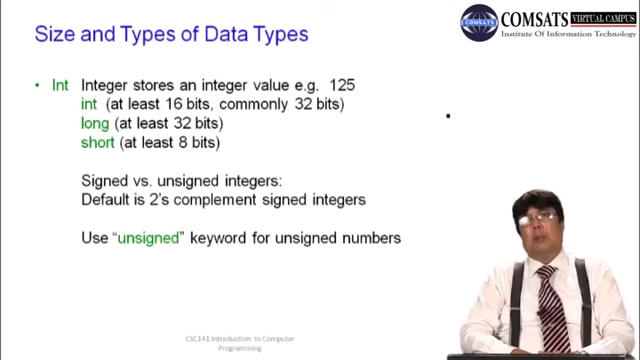 Size and Types of Data Types
COMSATS VIRTUAL CAMPUS
COMSATS
Institute Of Information Technology
• Int Integer stores an integer value e.g. 125
int (at least 16 bits, commonly 32 bits)
long (at least 32 bits)
short (at least 8 bits)
Signed vs. unsigned integers:
Default is 2's complement signed integers
Use “unsigned” keyword for unsigned numbers
CSC141 Introduction to Computer
Programming